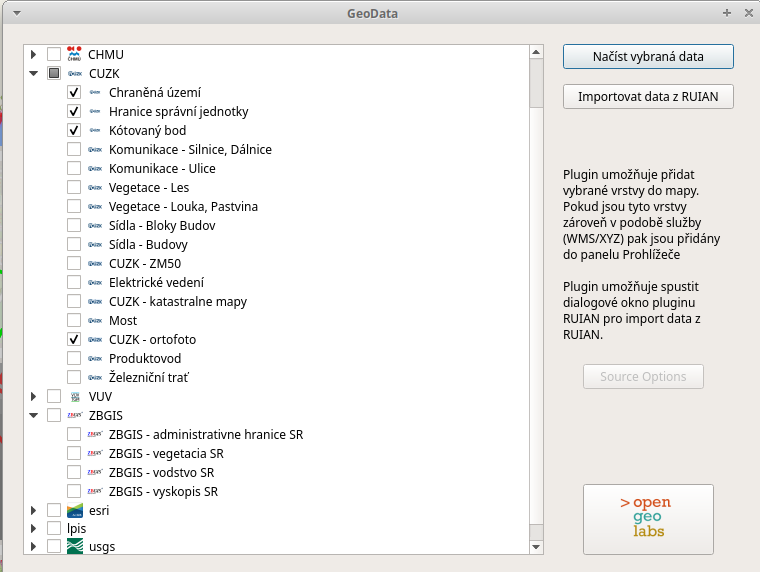 GeoData
CHMU
CUZK
Chraněná území
Hranice správní jednotky
Kótovaný bod
Komunikace - Silnice, Dálnice
Komunikace - Ulice
Vegetace - Les
Vegetace - Louka, Pastvina
Sídla - Bloky Budov
Sídla - Budovy
CUZK - ZM50
Elektrické vedení
CUZK - katastralne mapy
Most
CUZK - ortofoto
Produktovod
Železniční trať
VUV
ZBGIS
ZBGIS - administrativne hranice SR
ZBGIS - vegetacia SR
ZBGIS - vodstvo SR
ZBGIS - vyskopis SR
esri
lpis
usgs
Načíst vybraná data
Importovat data z RUIAN
Plugin umožňuje přidat
vybrané vrstvy do mapy.
Pokud jsou tyto vrstvy
zároveň v podobě služby
(WMS/XYZ) pak jsou přidány
do panelu Prohlížeče
Plugin umožňuje spustit
dialogové okno pluginu
RUIAN pro import data z
RUIAN.
Source Options
>open
geo
labs